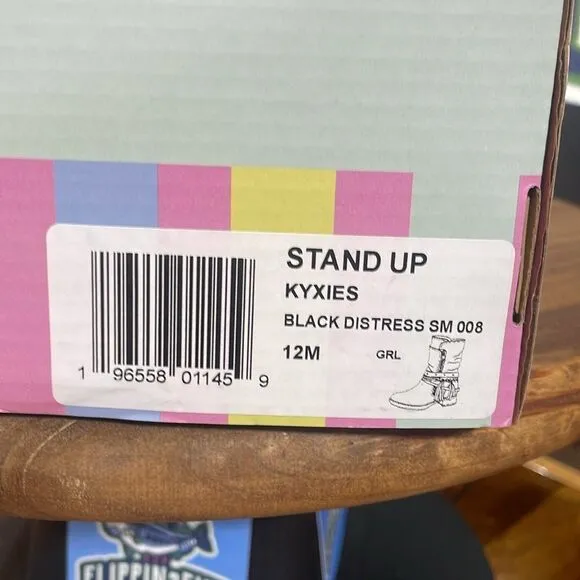 STAND UP
KYXIES
BLACK DISTRESS SM 008
12M GRL
1 96558 01145 9